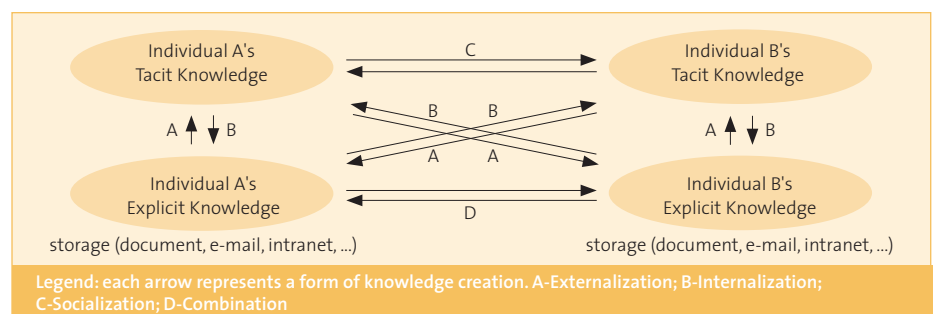 Individual A's
Tacit Knowledge
C
Individual B's
Tacit Knowledge
A
B
B
B
A
A
A
B
Individual A's
Explicit Knowledge
D
Individual B's
Explicit Knowledge
storage (document, e-mail, intranet, ...)
storage (document, e-mail, intranet, ...)
Legend: each arrow represents a form of knowledge creation. A-Externalization; B-Internalization;
C-Socialization; D-Combination